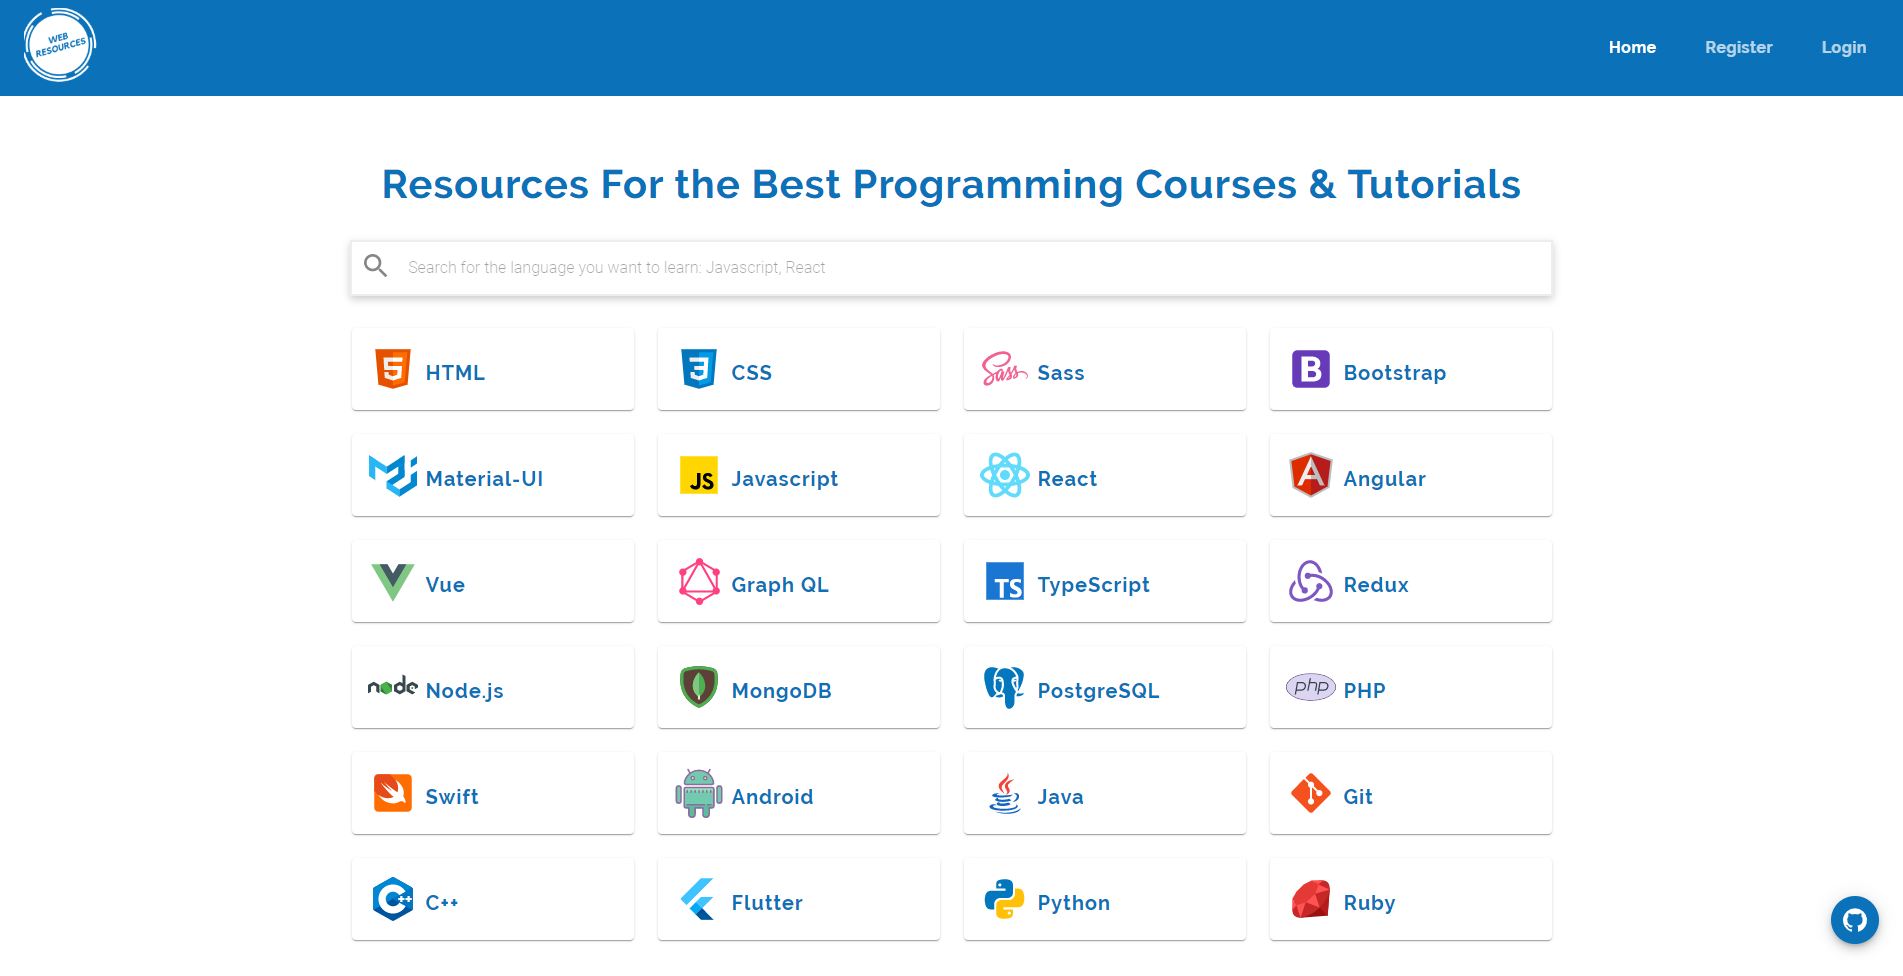 WEB
RESOURCES
Home
Register
Login
Resources For the Best Programming Courses & Tutorials
Search for the language you want to learn: Javascript, React
5 HTML
3 CSS
Sass Sass
B Bootstrap
Material-UI
JS Javascript
React
A Angular
Vue
Graph QL
TS TypeScript
Redux
node Node.js
MongoDB
PostgreSQL
php PHP
Swift
Android
Java
Git
C++ C++
Flutter
Python
Ruby